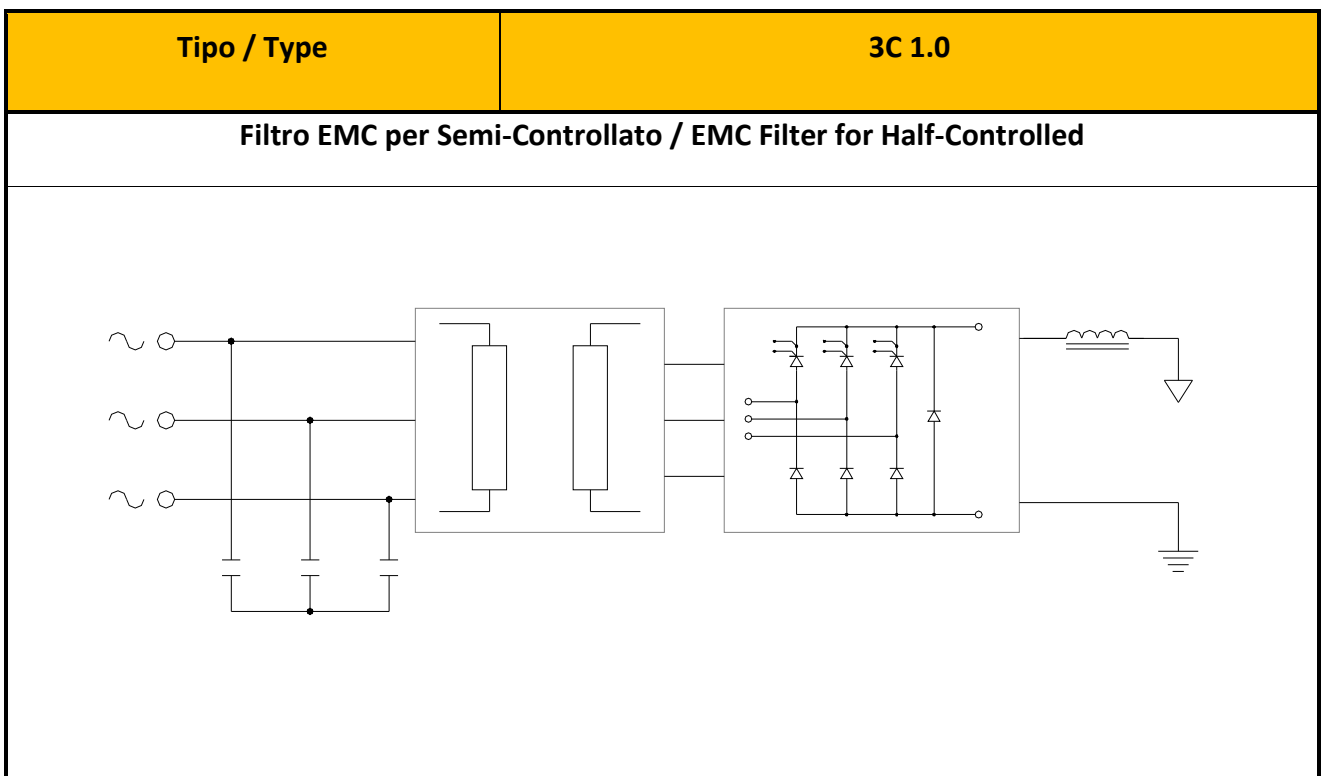 Tipo / Type
3C 1.0
Filtro EMC per Semi-Controllato / EMC Filter for Half-Controlled